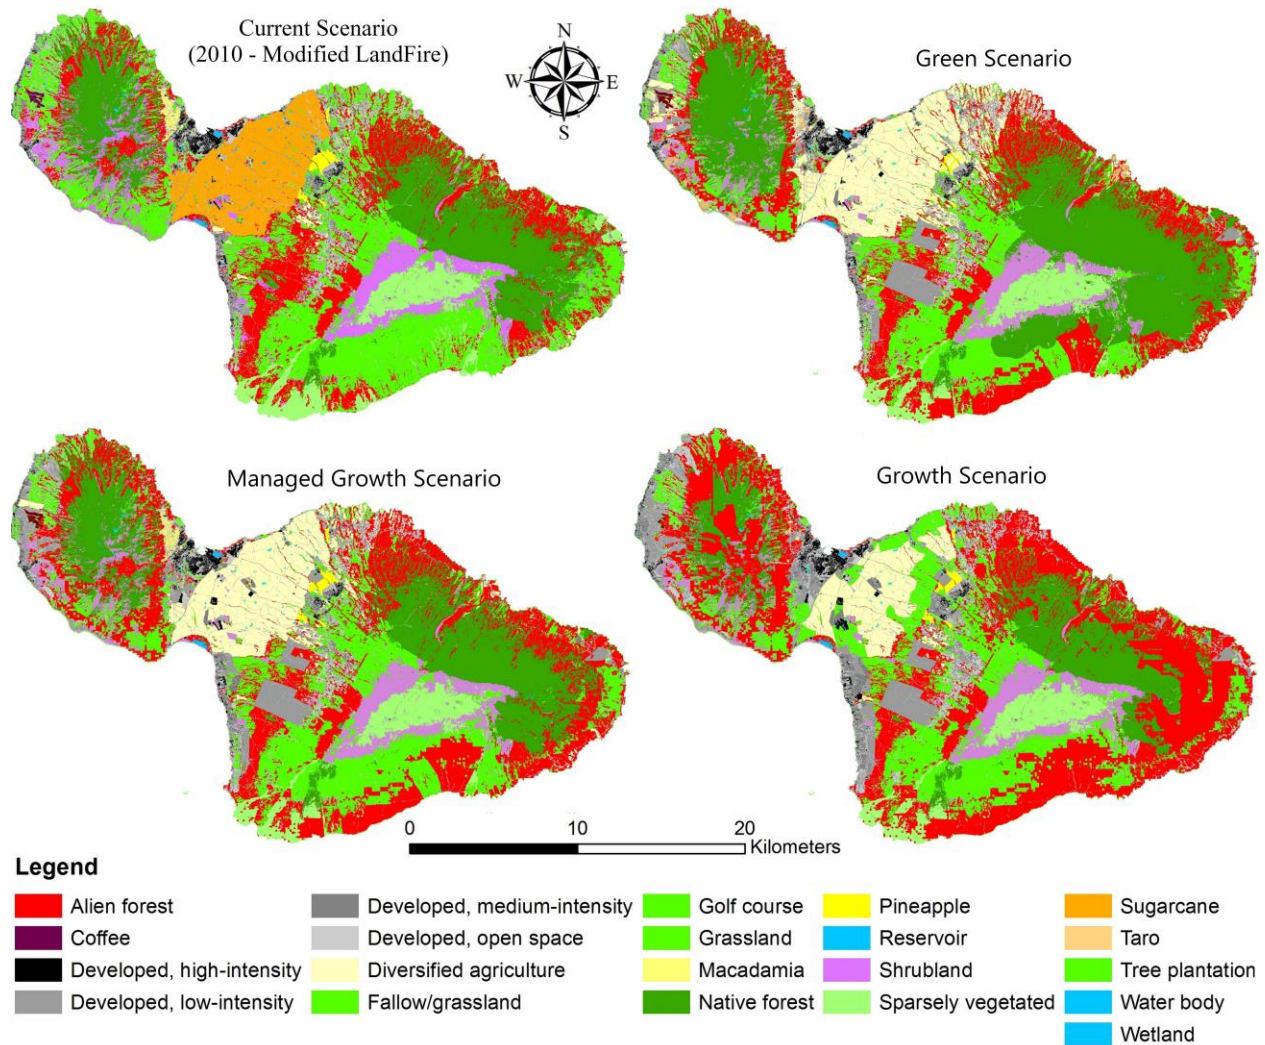 Current Scenario
(2010 - Modified LandFire)
N
W E
S
Green Scenario
Managed Growth Scenario
Growth Scenario
0 10 20
Kilometers
Legend
Alien forest
Coffee
Developed, high-intensity
Developed, low-intensity
Developed, medium-intensity
Developed, open space
Diversified agriculture
Fallow/grassland
Golf course
Grassland
Macadamia
Native forest
Pineapple
Reservoir
Shrubland
Sparsely vegetated
Sugarcane
Taro
Tree plantation
Water body
Wetland